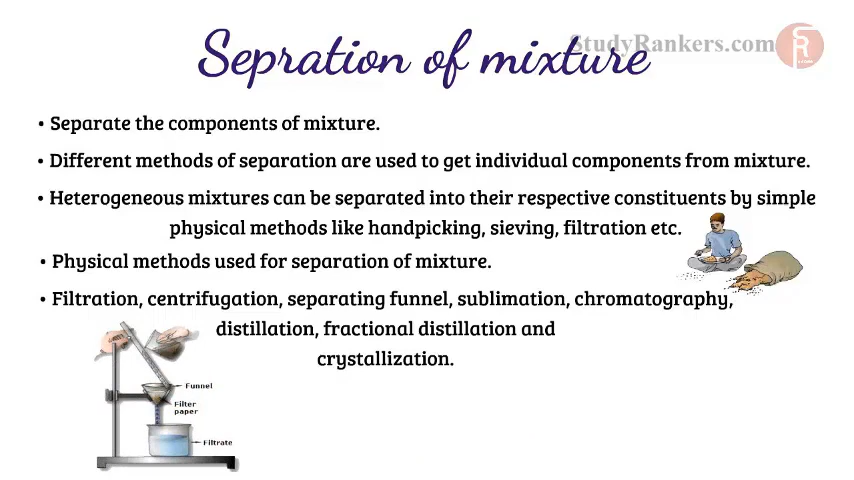 StudyRankers.com
Sepration of mixture
• Separate the components of mixture.
• Different methods of separation are used to get individual components from mixture.
• Heterogeneous mixtures can be separated into their respective constituents by simple
physical methods like handpicking, sieving, filtration etc.
• Physical methods used for separation of mixture.
• Filtration, centrifugation, separating funnel, sublimation, chromatography,
distillation, fractional distillation and
crystallization.
Funnel
Filter
paper
Filtrate